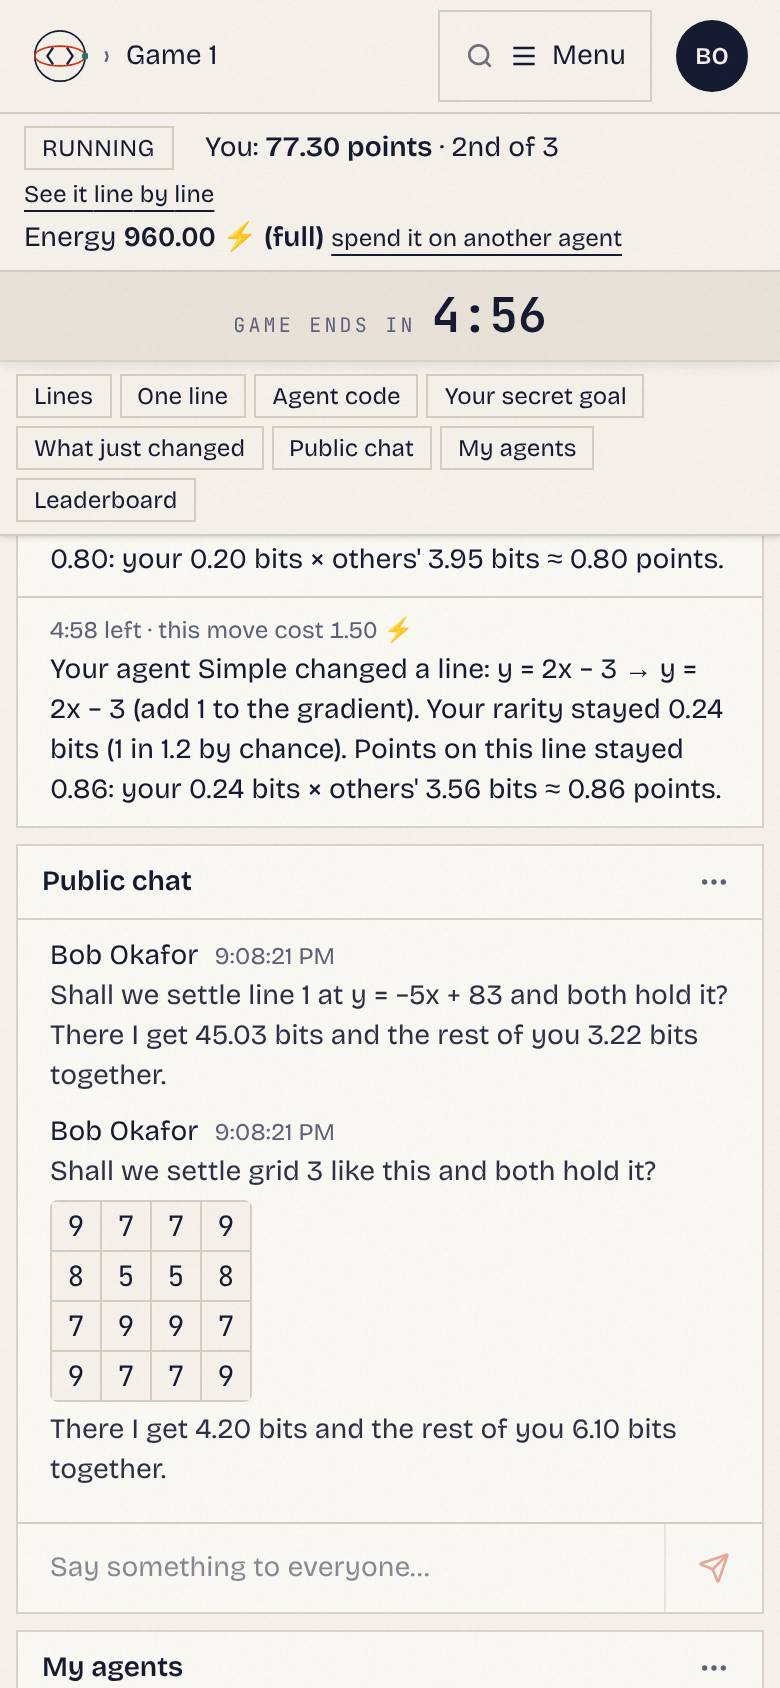 Game 1
Menu
BO
RUNNING
You: 77.30 points · 2nd of 3
See it line by line
Energy 960.00 ⚡ (full) spend it on another agent
GAME ENDS IN 4:56
Lines
One line
Agent code
Your secret goal
What just changed
Public chat
My agents
Leaderboard
0.80: your 0.20 bits × others' 3.95 bits ≈ 0.80 points.
4:58 left · this move cost 1.50 ⚡
Your agent Simple changed a line: y = 2x − 3 → y =
2x − 3 (add 1 to the gradient). Your rarity stayed 0.24
bits (1 in 1.2 by chance). Points on this line stayed
0.86: your 0.24 bits × others' 3.56 bits ≈ 0.86 points.
Public chat
Bob Okafor 9:08:21 PM
Shall we settle line 1 at y = −5x + 83 and both hold it?
There I get 45.03 bits and the rest of you 3.22 bits
together.
Bob Okafor 9:08:21 PM
Shall we settle grid 3 like this and both hold it?
9 7 7 9
8 5 5 8
7 9 9 7
9 7 7 9
There I get 4.20 bits and the rest of you 6.10 bits
together.
Say something to everyone...
My agents